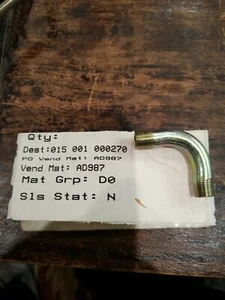 Qty:
Dest:015 001 000270
PO Vend Mat: AD987
Vend Mat: AD987
Mat Grp: D0
Sls Stat: N